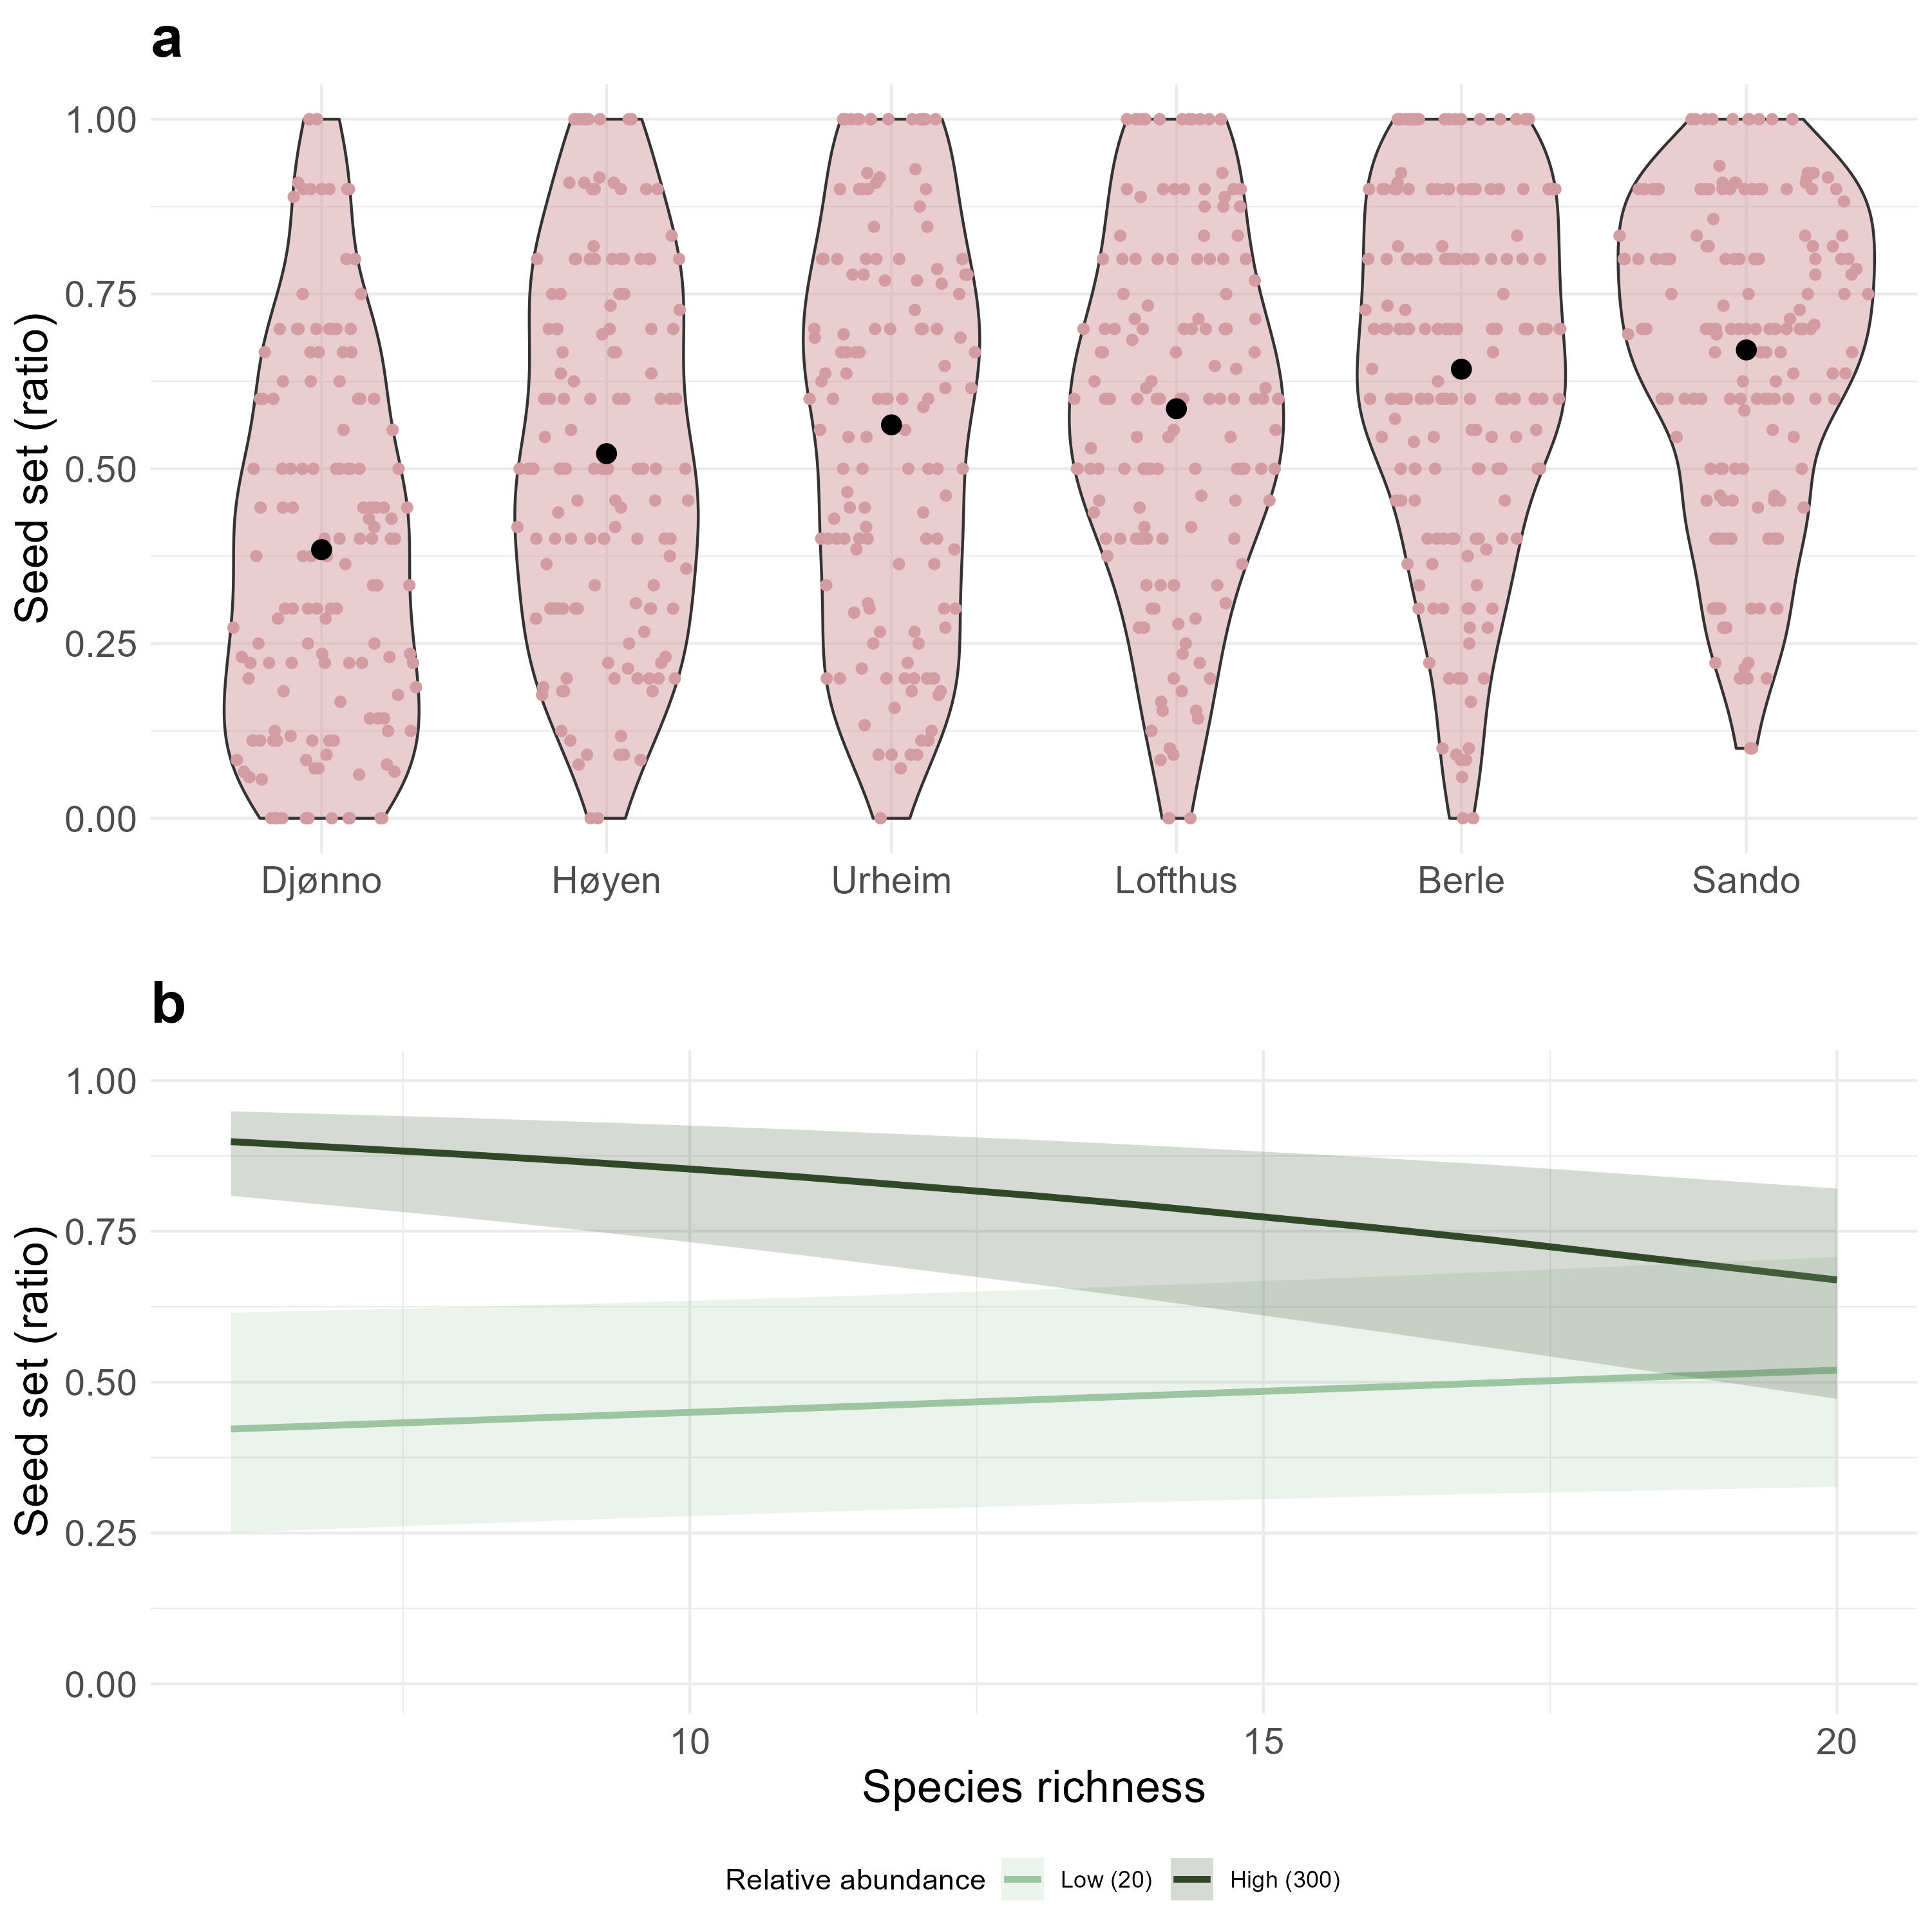 a
Seed set (ratio)
1.00
0.75
0.50
0.25
0.00
Djønno Høyen Urheim Lofthus Berle Sando
b
Seed set (ratio)
1.00
0.75
0.50
0.25
0.00
10 15 20
Species richness
Relative abundance Low (20) High (300)